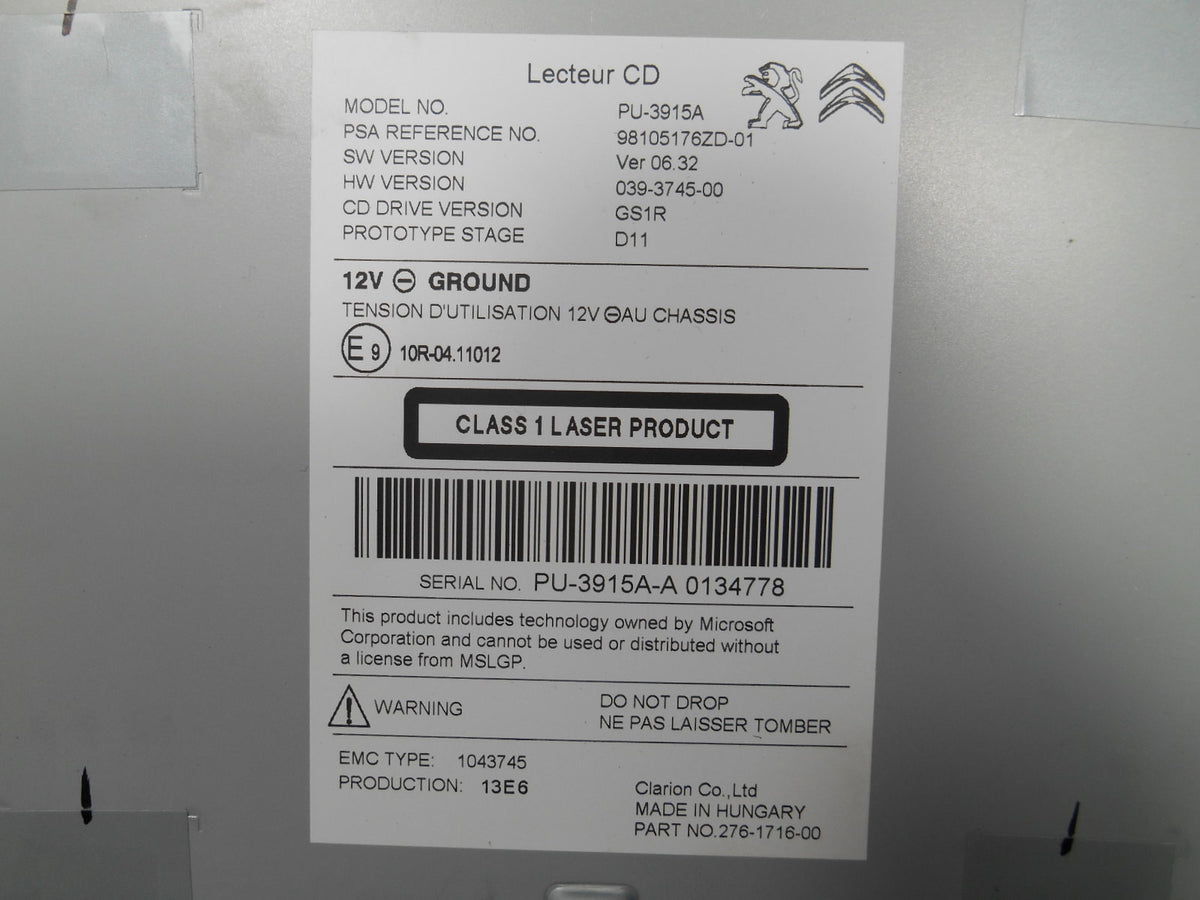 Lecteur CD
MODEL NO. PU-3915A
PSA REFERENCE NO. 98105176ZD-01
SW VERSION Ver 06.32
HW VERSION 039-3745-00
CD DRIVE VERSION GS1R
PROTOTYPE STAGE D11
12V ⊖ GROUND
TENSION D'UTILISATION 12V ⊖AU CHASSIS
E9 10R-04.11012
CLASS 1 LASER PRODUCT
SERIAL NO. PU-3915A-A 0134778
This product includes technology owned by Microsoft
Corporation and cannot be used or distributed without
a license from MSLGP.
WARNING DO NOT DROP
NE PAS LAISSER TOMBER
EMC TYPE: 1043745
PRODUCTION: 13E6
Clarion Co.,Ltd
MADE IN HUNGARY
PART NO.276-1716-00